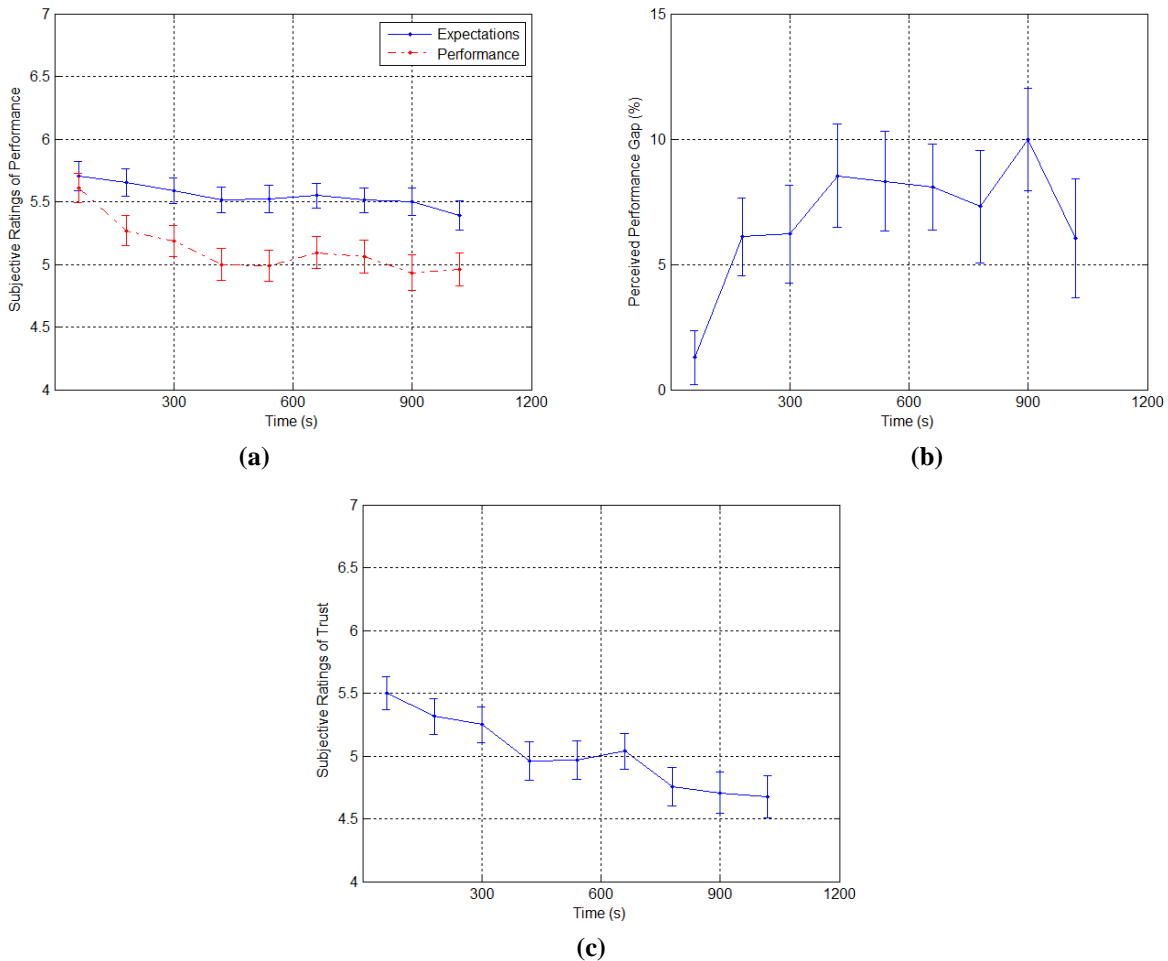 7
6.5
6
5.5
5
4.5
4
300
600
900
1200
Time (s)
Subjective Ratings of Performance
Expectations
Performance
(a)
15
10
5
0
300
600
900
1200
Time (s)
Perceived Performance Gap (%)
(b)
7
6.5
6
5.5
5
4.5
4
300
600
900
1200
Time (s)
Subjective Ratings of Trust
(c)